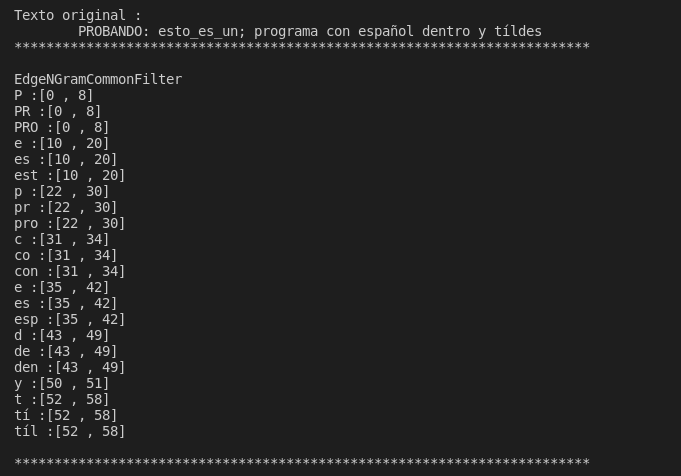 Texto original :
PROBANDO: esto_es_un; programa con español dentro y tíldes
************************************************************************
EdgeNGramCommonFilter
P :[0 , 8]
PR :[0 , 8]
PRO :[0 , 8]
e :[10 , 20]
es :[10 , 20]
est :[10 , 20]
p :[22 , 30]
pr :[22 , 30]
pro :[22 , 30]
c :[31 , 34]
co :[31 , 34]
con :[31 , 34]
e :[35 , 42]
es :[35 , 42]
esp :[35 , 42]
d :[43 , 49]
de :[43 , 49]
den :[43 , 49]
y :[50 , 51]
t :[52 , 58]
tí :[52 , 58]
tíl :[52 , 58]
************************************************************************